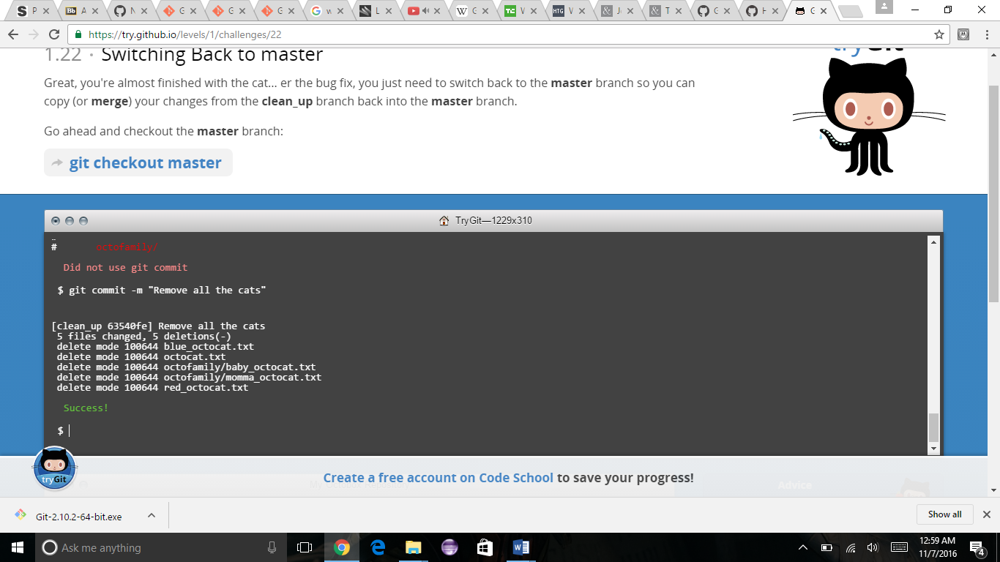 S P
Bb A
N
G
G
G
G w
L
W G
TC W
HTG W
& J
& T
G
H
G
https://try.github.io/levels/1/challenges/22
1.22 · Switching Back to master
tryGit
Great, you're almost finished with the cat... er the bug fix, you just need to switch back to the master branch so you can
copy (or merge) your changes from the clean_up branch back into the master branch.
Go ahead and checkout the master branch:
git checkout master
TryGit—1229x310
# octofamily/
Did not use git commit
$ git commit -m "Remove all the cats"
[clean_up 63540fe] Remove all the cats
5 files changed, 5 deletions(-)
delete mode 100644 blue_octocat.txt
delete mode 100644 octocat.txt
delete mode 100644 octofamily/baby_octocat.txt
delete mode 100644 octofamily/momma_octocat.txt
delete mode 100644 red_octocat.txt
Success!
$
tryGit
Create a free account on Code School to save your progress!
Advice
Git-2.10.2-64-bit.exe
Show all
Ask me anything
12:59 AM
11/7/2016
4